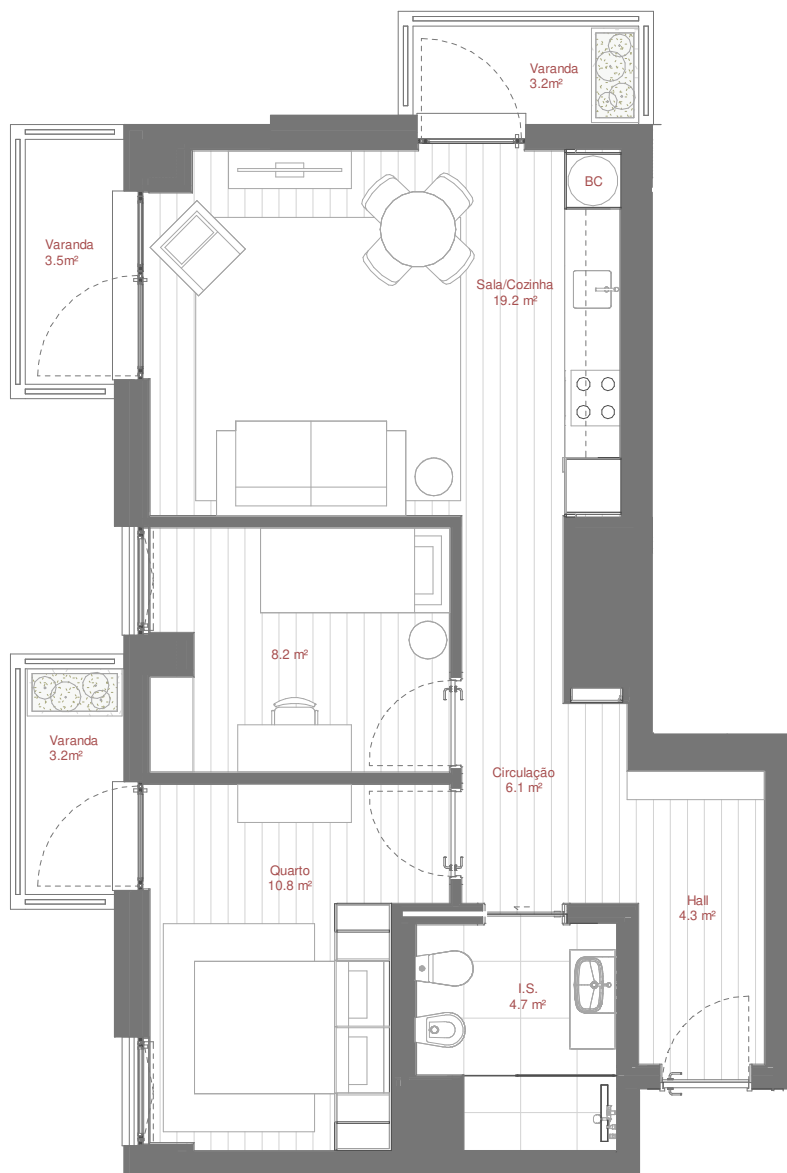 Varanda
3.2m²
BC
Varanda
3.5m²
Sala/Cozinha
19.2 m²
8.2 m²
Varanda
3.2m²
Circulação
6.1 m²
Quarto
10.8 m²
Hall
4.3 m²
I.S.
4.7 m²